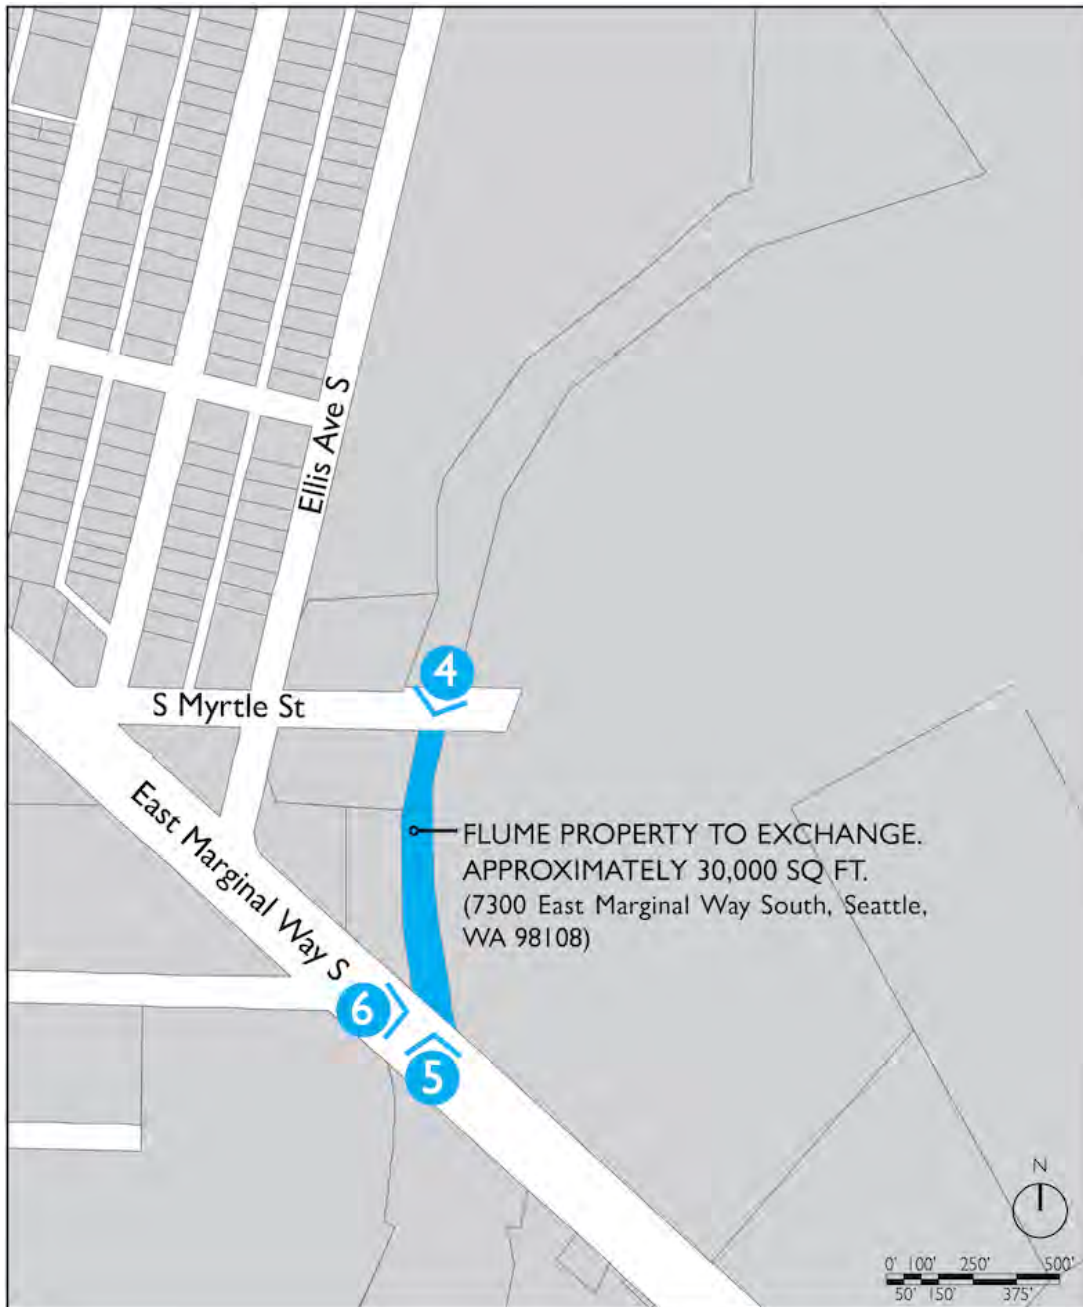 Ellis Ave S
4
S Myrtle St
East Marginal Way S
FLUME PROPERTY TO EXCHANGE.
APPROXIMATELY 30,000 SQ FT.
(7300 East Marginal Way South, Seattle,
WA 98108)
6
5
N
0' 100' 250' 500'
50' 150' 375'